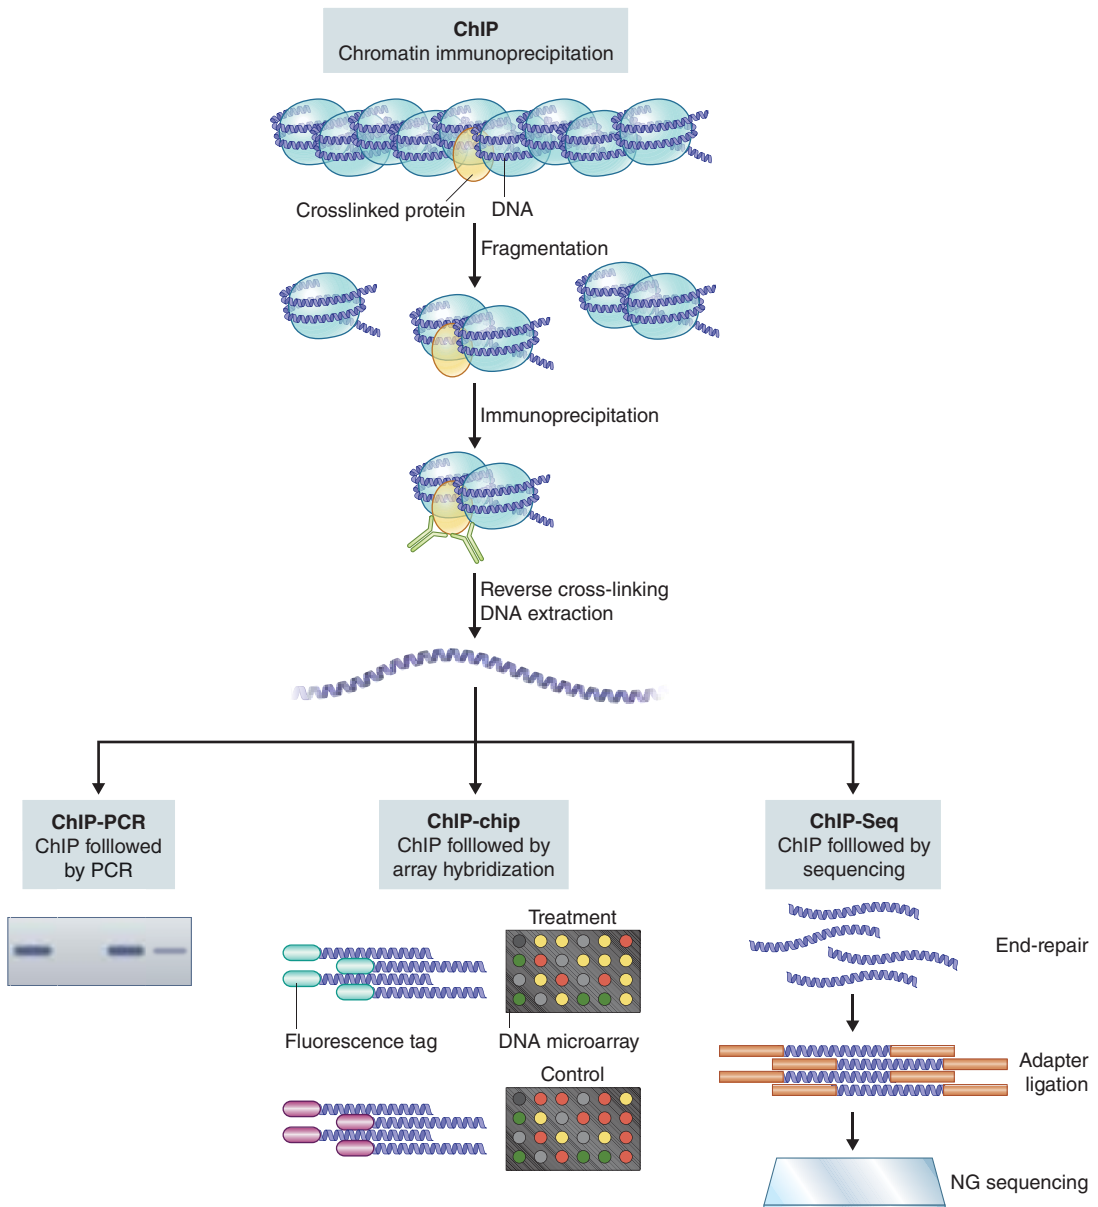 ChIP
Chromatin immunoprecipitation
Crosslinked protein
DNA
Fragmentation
Immunoprecipitation
Reverse cross-linking
DNA extraction
ChIP-PCR
ChIP folllowed
by PCR
ChIP-chip
ChIP folllowed by
array hybridization
ChIP-Seq
ChIP folllowed by
sequencing
Treatment
Fluorescence tag
DNA microarray
Control
End-repair
Adapter
ligation
NG sequencing